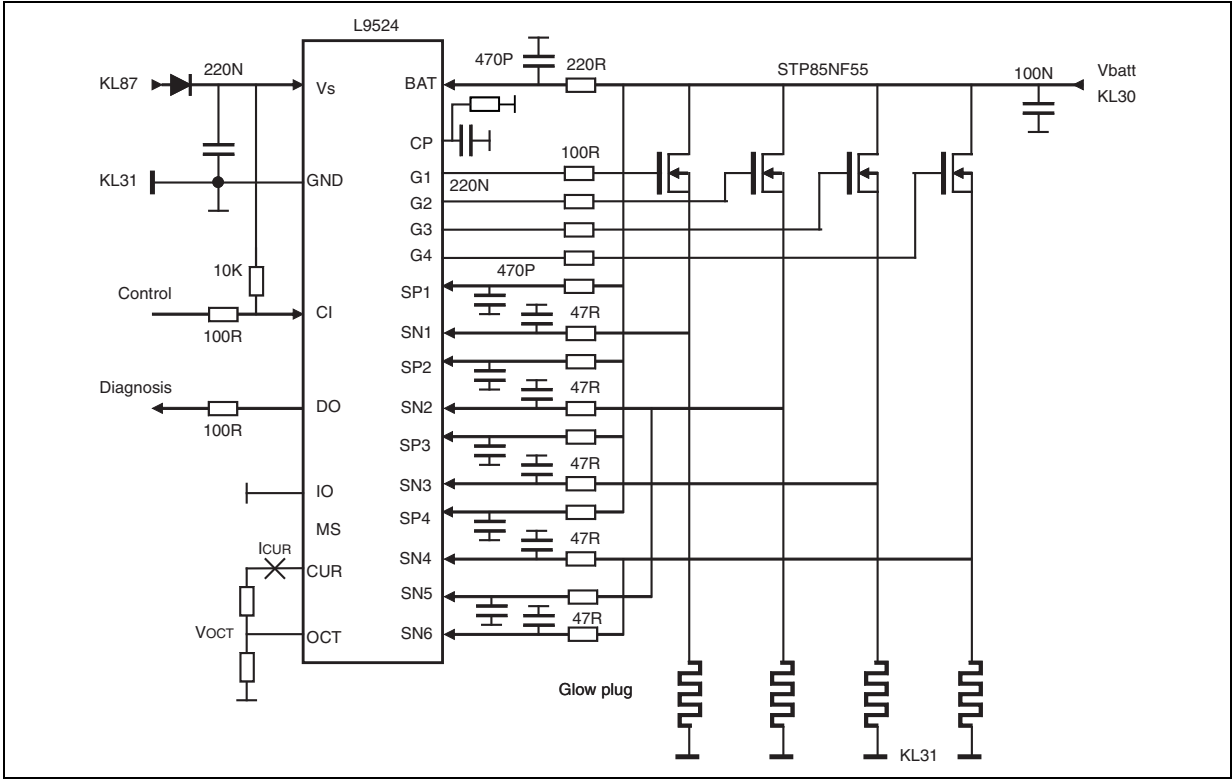 L9524
KL87
220N
Vs
KL31
GND
10K
Control
100R
CI
Diagnosis
100R
DO
IO
MS
ICUR
CUR
VOCT
OCT
BAT
CP
G1
G2
G3
G4
SP1
SN1
SP2
SN2
SP3
SN3
SP4
SN4
SN5
SN6
470P
220R
STP85NF55
100N
Vbatt
KL30
100R
220N
470P
47R
47R
47R
47R
47R
Glow plug
KL31